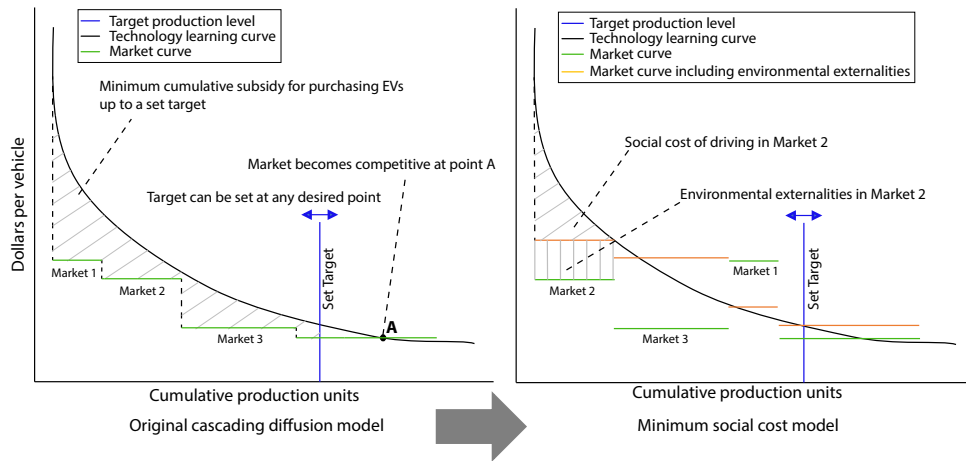 Target production level
Technology learning curve
Market curve
Minimum cumulative subsidy for purchasing EVs
up to a set target
Market becomes competitive at point A
Target can be set at any desired point
Dollars per vehicle
Market 1
Market 2
Market 3
Set Target
A
Cumulative production units
Original cascading diffusion model
Target production level
Technology learning curve
Market curve
Market curve including environmental externalities
Social cost of driving in Market 2
Environmental externalities in Market 2
Market 1
Market 2
Market 3
Set Target
Cumulative production units
Minimum social cost model